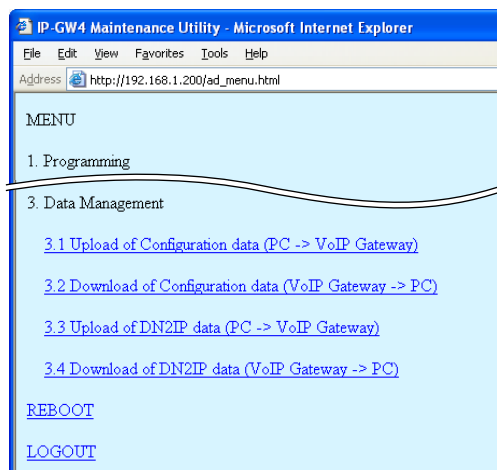 IP-GW4 Maintenance Utility - Microsoft Internet Explorer
File Edit View Favorites Tools Help
Address http://192.168.1.200/ad_menu.html
MENU
1. Programming
3. Data Management
3.1 Upload of Configuration data (PC -> VoIP Gateway)
3.2 Download of Configuration data (VoIP Gateway -> PC)
3.3 Upload of DN2IP data (PC -> VoIP Gateway)
3.4 Download of DN2IP data (VoIP Gateway -> PC)
REBOOT
LOGOUT